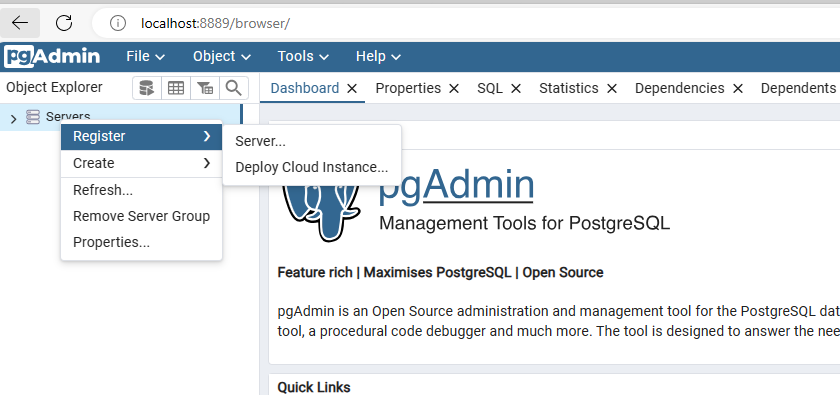 localhost:8889/browser/
pgAdmin File Object Tools Help
Object Explorer Dashboard Properties SQL Statistics Dependencies Dependents
Servers
Register
Create
Refresh...
Remove Server Group
Properties...
Server...
Deploy Cloud Instance...
pgAdmin
Management Tools for PostgreSQL
Feature rich | Maximises PostgreSQL | Open Source
pgAdmin is an Open Source administration and management tool for the PostgreSQL dat
tool, a procedural code debugger and much more. The tool is designed to answer the nee
Quick Links